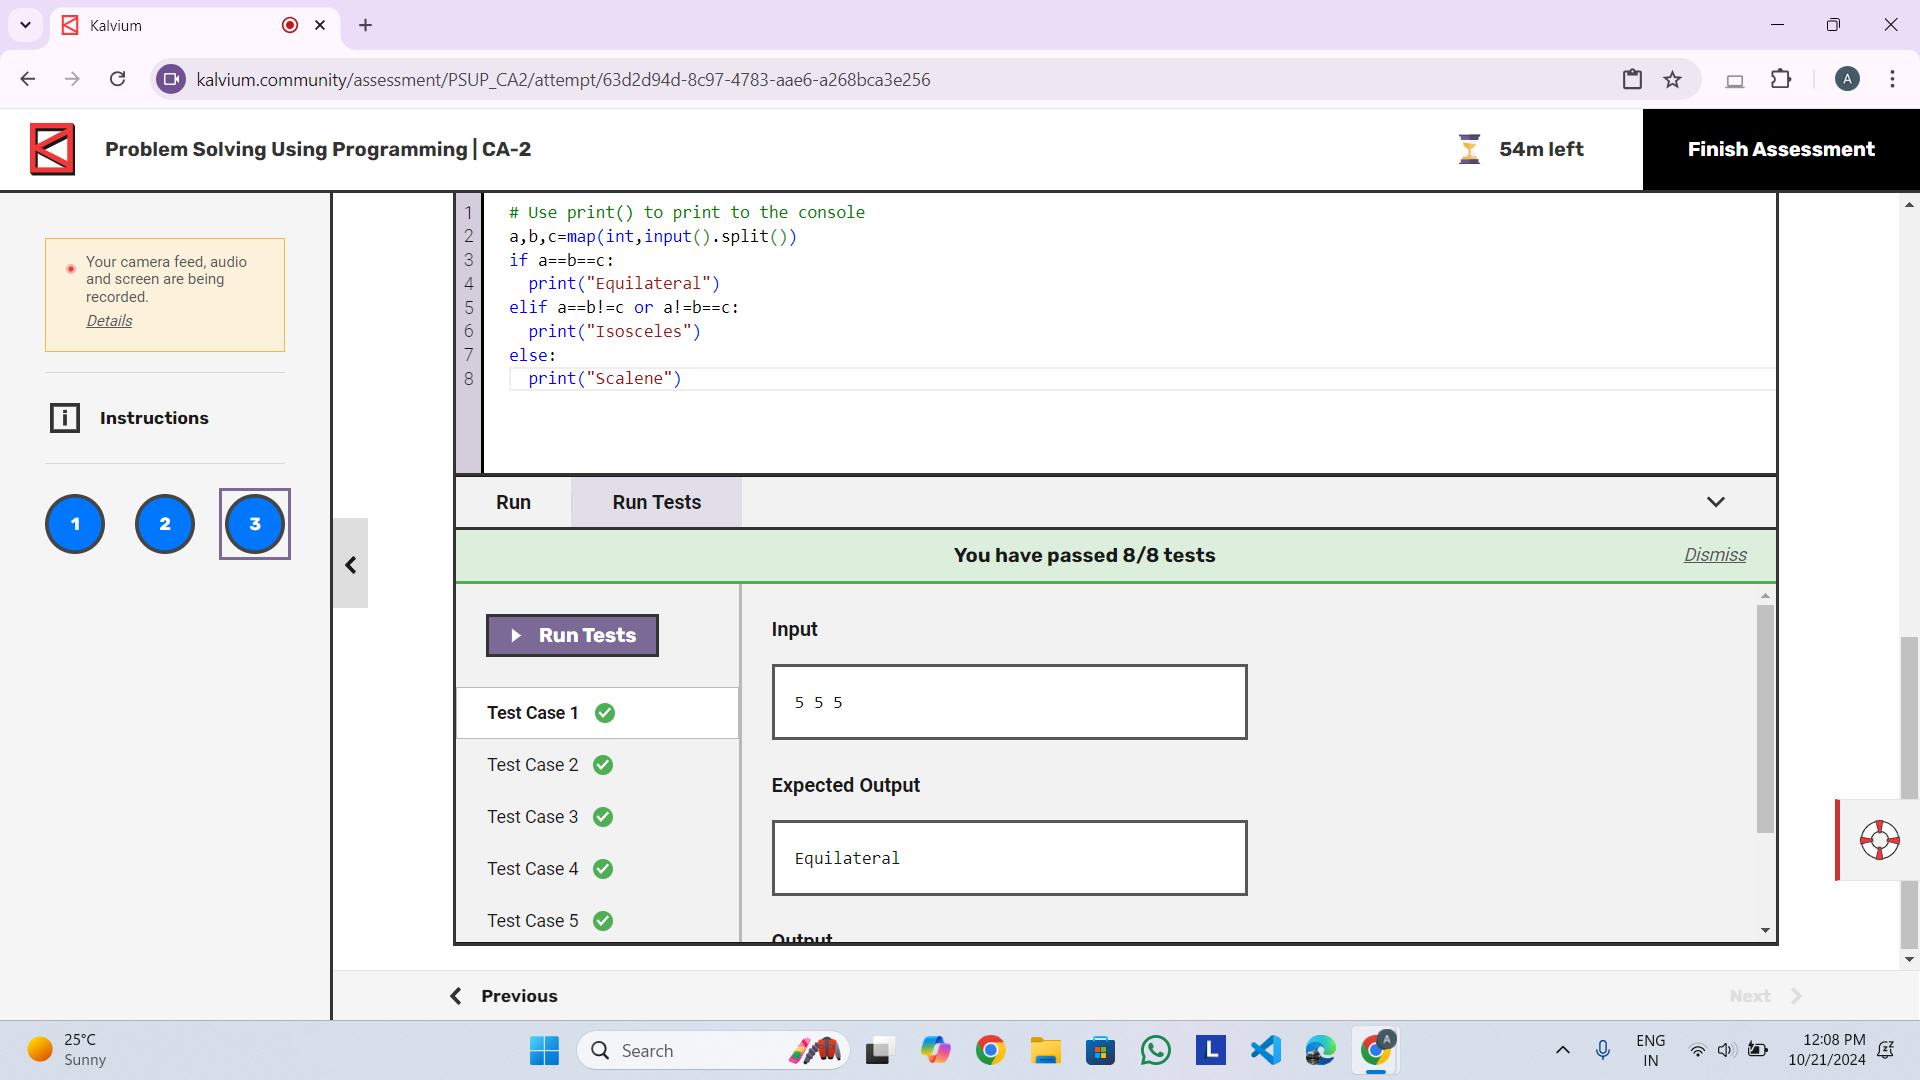 Kalvium
kalvium.community/assessment/PSUP_CA2/attempt/63d2d94d-8c97-4783-aae6-a268bca3e256
A
Problem Solving Using Programming | CA-2
54m left
Finish Assessment
Your camera feed, audio
and screen are being
recorded.
Details
Instructions
1 2 3
1 # Use print() to print to the console
2 a,b,c=map(int,input().split())
3 if a==b==c:
4   print("Equilateral")
5 elif a==b!=c or a!=b==c:
6   print("Isosceles")
7 else:
8   print("Scalene")
Run
Run Tests
You have passed 8/8 tests
Dismiss
Run Tests
Test Case 1
Test Case 2
Test Case 3
Test Case 4
Test Case 5
Input
5 5 5
Expected Output
Equilateral
Output
Previous
Next
25°C
Sunny
Search
L
A
ENG
IN
12:08 PM
10/21/2024